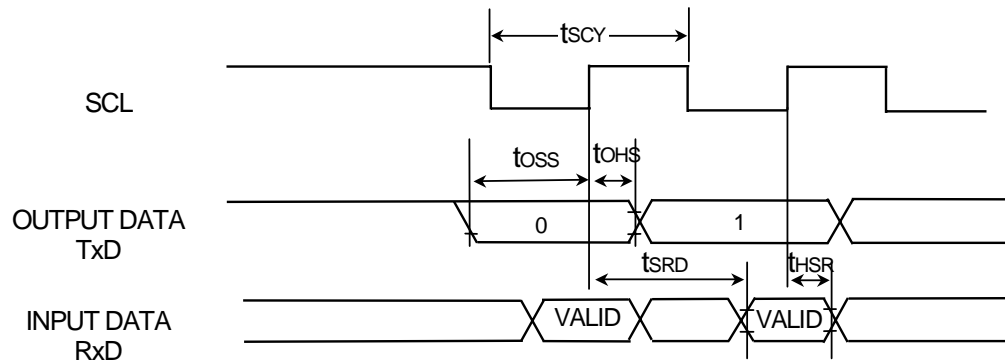 tSCY
SCL
tOSS
tOHS
OUTPUT DATA
TxD
0
1
tSRD
tHSR
INPUT DATA
RxD
VALID
VALID